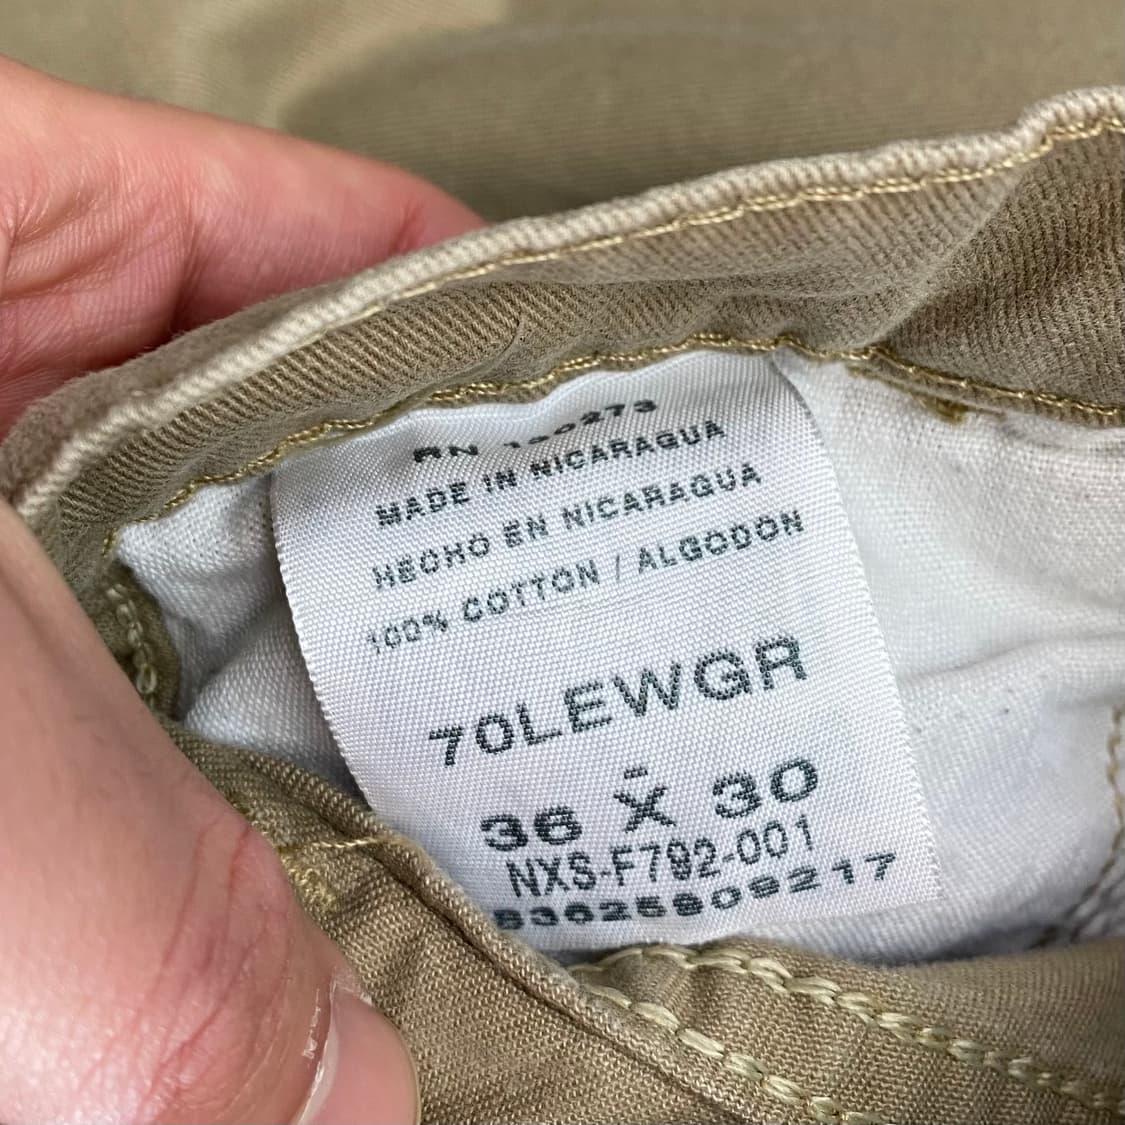 RN
MADE IN NICARAGUA
HECHO EN NICARAGUA
100% COTTON / ALGODON
70LEWGR
-
36 X 30
NXS-F792-001